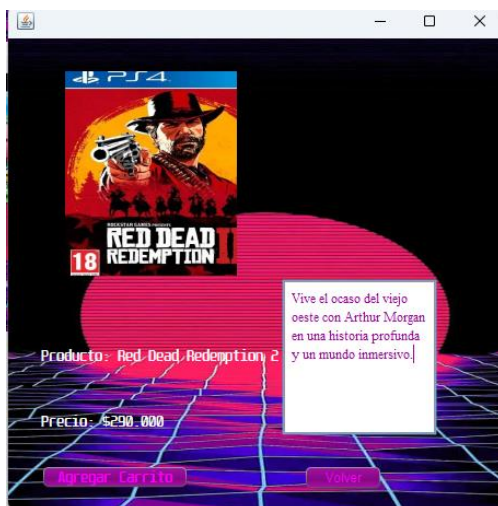 PS4
ROCKSTAR GAMES PRESENTS
RED DEAD
REDEMPTION II
18
Vive el ocaso del viejo
oeste con Arthur Morgan
en una historia profunda
y un mundo inmersivo.
Producto: Red Dead Redemption 2
Precio: $290.000
Agregar Carrito
Volver